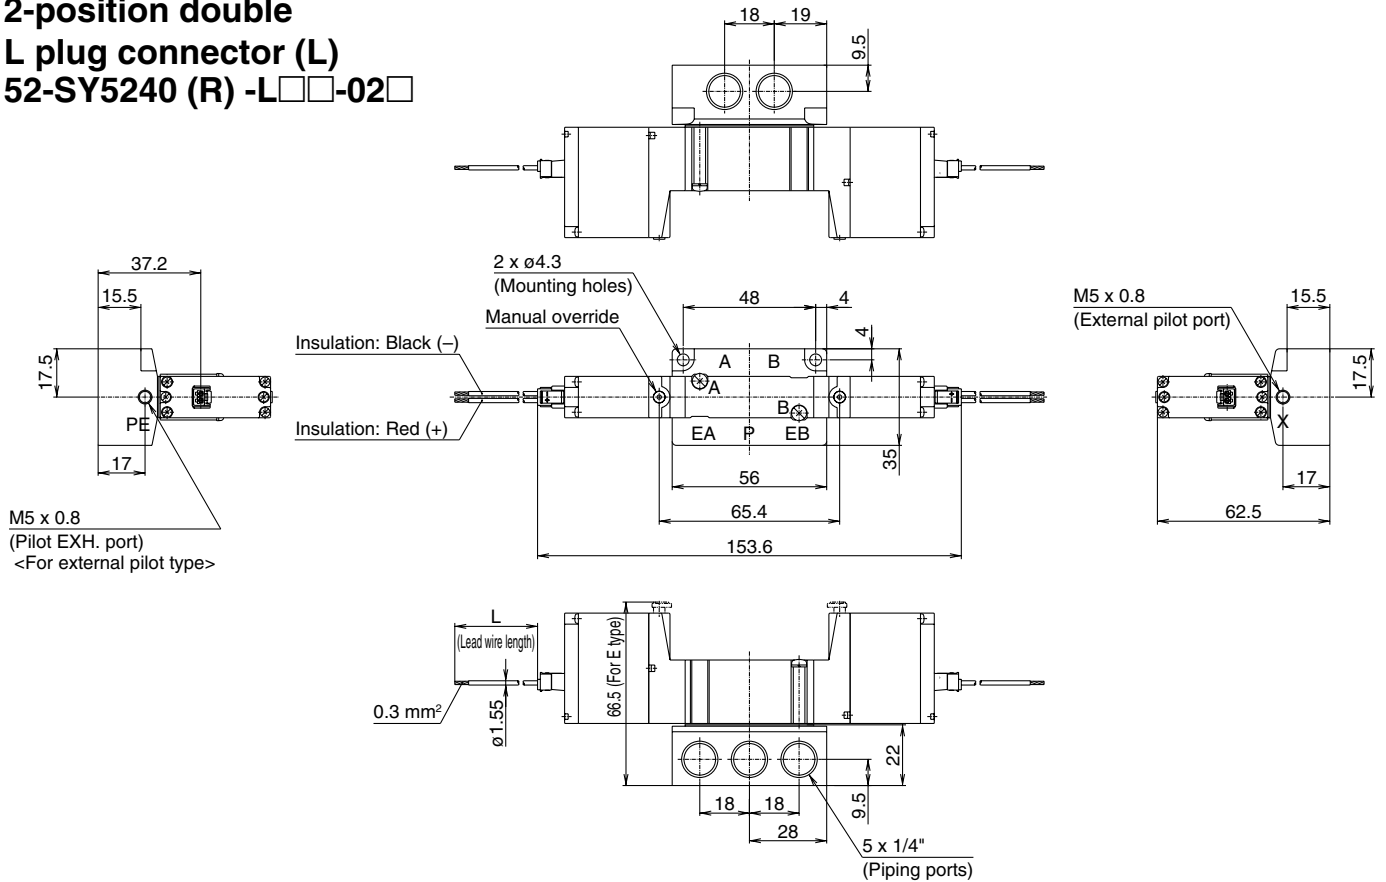 2-position double
L plug connector (L)
52-SY5240 (R) -L□□-02□
18
19
9.5
37.2
15.5
17.5
PE
17
M5 x 0.8
(Pilot EXH. port)
<For external pilot type>
2 x ø4.3
(Mounting holes)
Manual override
Insulation: Black (–)
Insulation: Red (+)
48
4
4
A
B
A
B
EA
P
EB
35
56
65.4
153.6
M5 x 0.8
(External pilot port)
15.5
17.5
X
17
62.5
L
(Lead wire length)
0.3 mm²
ø1.55
66.5 (For E type)
22
9.5
18
18
28
5 x 1/4"
(Piping ports)